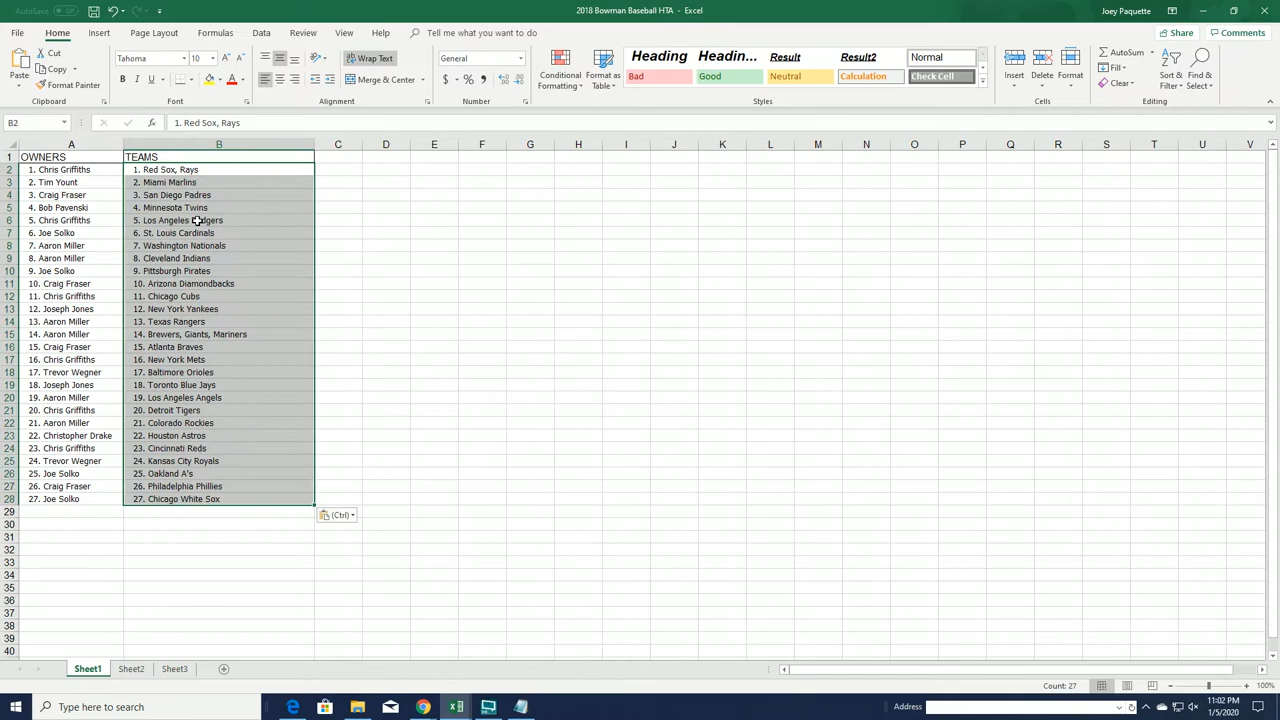 AutoSave Off 2018 Bowman Baseball HTA - Excel Joey Paquette
File Home Insert Page Layout Formulas Data Review View Help Tell me what you want to do Share Comments
Paste Cut Copy Format Painter
Clipboard
Tahoma 10
B I U
Font
Wrap Text
Merge & Center
Alignment
General
$ % ,
Number
Conditional Formatting Format as Table
Heading Headin... Result Result2 Normal
Bad Good Neutral Calculation Check Cell
Styles
Insert Delete Format
Cells
AutoSum
Fill
Clear
Sort & Filter Find & Select
Editing
B2 fx 1. Red Sox, Rays
A B C D E F G H I J K L M N O P Q R S T U V
1 OWNERS TEAMS
2 1. Chris Griffiths 1. Red Sox, Rays
3 2. Tim Yount 2. Miami Marlins
4 3. Craig Fraser 3. San Diego Padres
5 4. Bob Pavenski 4. Minnesota Twins
6 5. Chris Griffiths 5. Los Angeles Dodgers
7 6. Joe Solko 6. St. Louis Cardinals
8 7. Aaron Miller 7. Washington Nationals
9 8. Aaron Miller 8. Cleveland Indians
10 9. Joe Solko 9. Pittsburgh Pirates
11 10. Craig Fraser 10. Arizona Diamondbacks
12 11. Chris Griffiths 11. Chicago Cubs
13 12. Joseph Jones 12. New York Yankees
14 13. Aaron Miller 13. Texas Rangers
15 14. Aaron Miller 14. Brewers, Giants, Mariners
16 15. Craig Fraser 15. Atlanta Braves
17 16. Chris Griffiths 16. New York Mets
18 17. Trevor Wegner 17. Baltimore Orioles
19 18. Joseph Jones 18. Toronto Blue Jays
20 19. Aaron Miller 19. Los Angeles Angels
21 20. Chris Griffiths 20. Detroit Tigers
22 21. Aaron Miller 21. Colorado Rockies
23 22. Christopher Drake 22. Houston Astros
24 23. Chris Griffiths 23. Cincinnati Reds
25 24. Trevor Wegner 24. Kansas City Royals
26 25. Joe Solko 25. Oakland A's
27 26. Craig Fraser 26. Philadelphia Phillies
28 27. Joe Solko 27. Chicago White Sox
29 (Ctrl)
30
31
32
33
34
35
36
37
38
39
40
Sheet1 Sheet2 Sheet3
Count: 27 100%
Type here to search Address 11:02 PM
1/5/2020